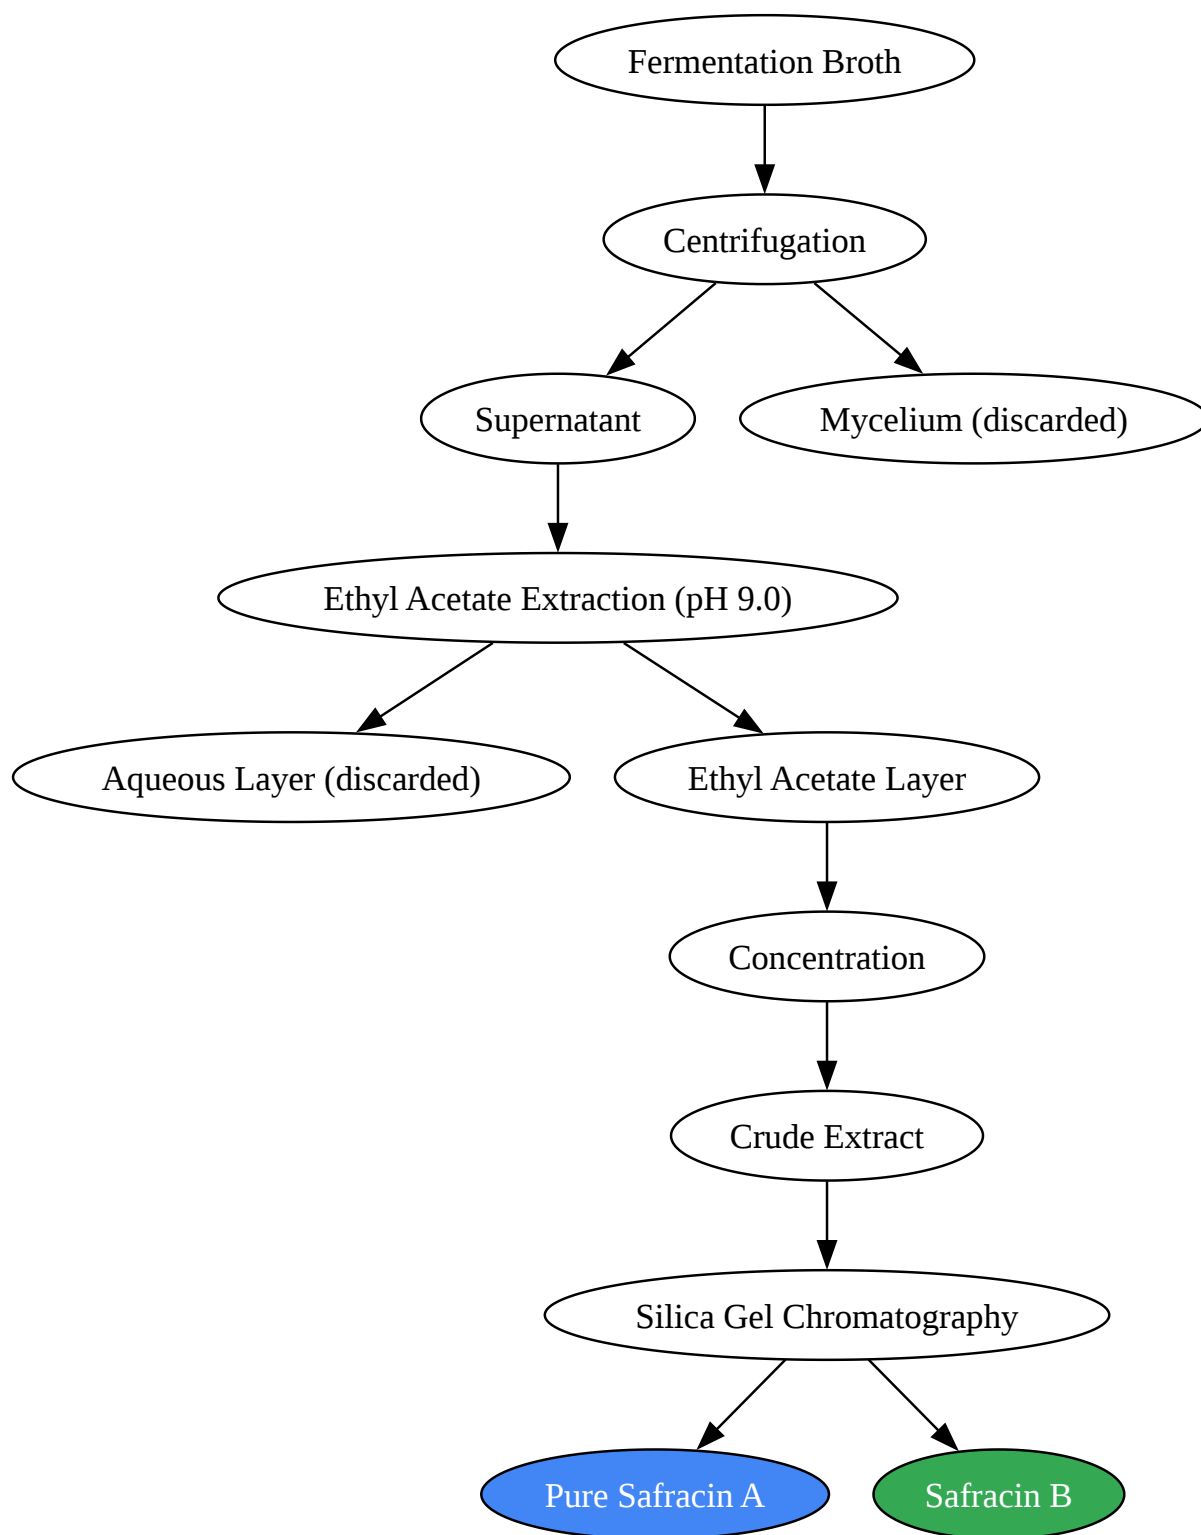 Fermentation Broth
Centrifugation
Supernatant
Mycelium (discarded)
Ethyl Acetate Extraction (pH 9.0)
Aqueous Layer (discarded)
Ethyl Acetate Layer
Concentration
Crude Extract
Silica Gel Chromatography
Pure Safracin A
Safracin B